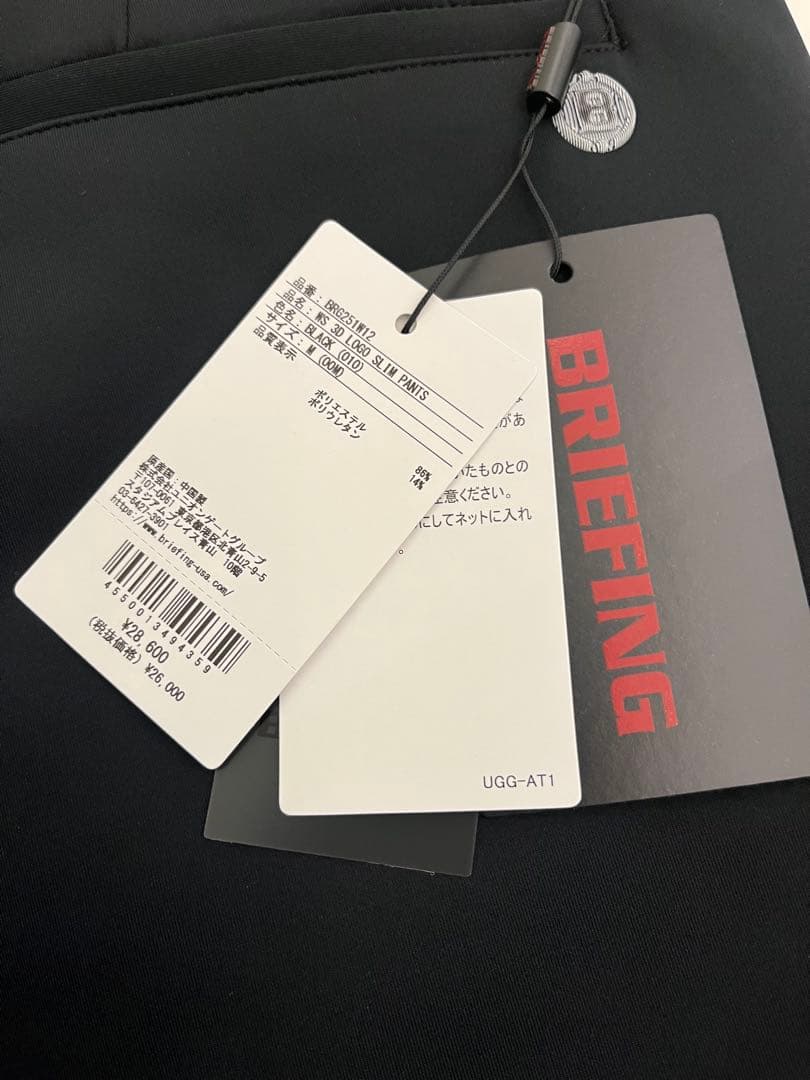 品番: BRG251W12
品名: WS 3D LOGO SLIM PANTS
色名: BLACK (010)
サイズ: M (00M)
品質表示
ポリエステル 86%
ポリウレタン 14%
原産国: 中国製
株式会社ユニオンゲートグループ
〒107-0061 東京都港区北青山2-9-5
スタジアムプレイス青山 10階
03-6427-3901
https://www.briefing-usa.com/
4550013494359
¥28,600
(税抜価格) ¥26,000
があ
いたものとの
意ください。
にしてネットに入れ
。
UGG-AT1
BRIEFING